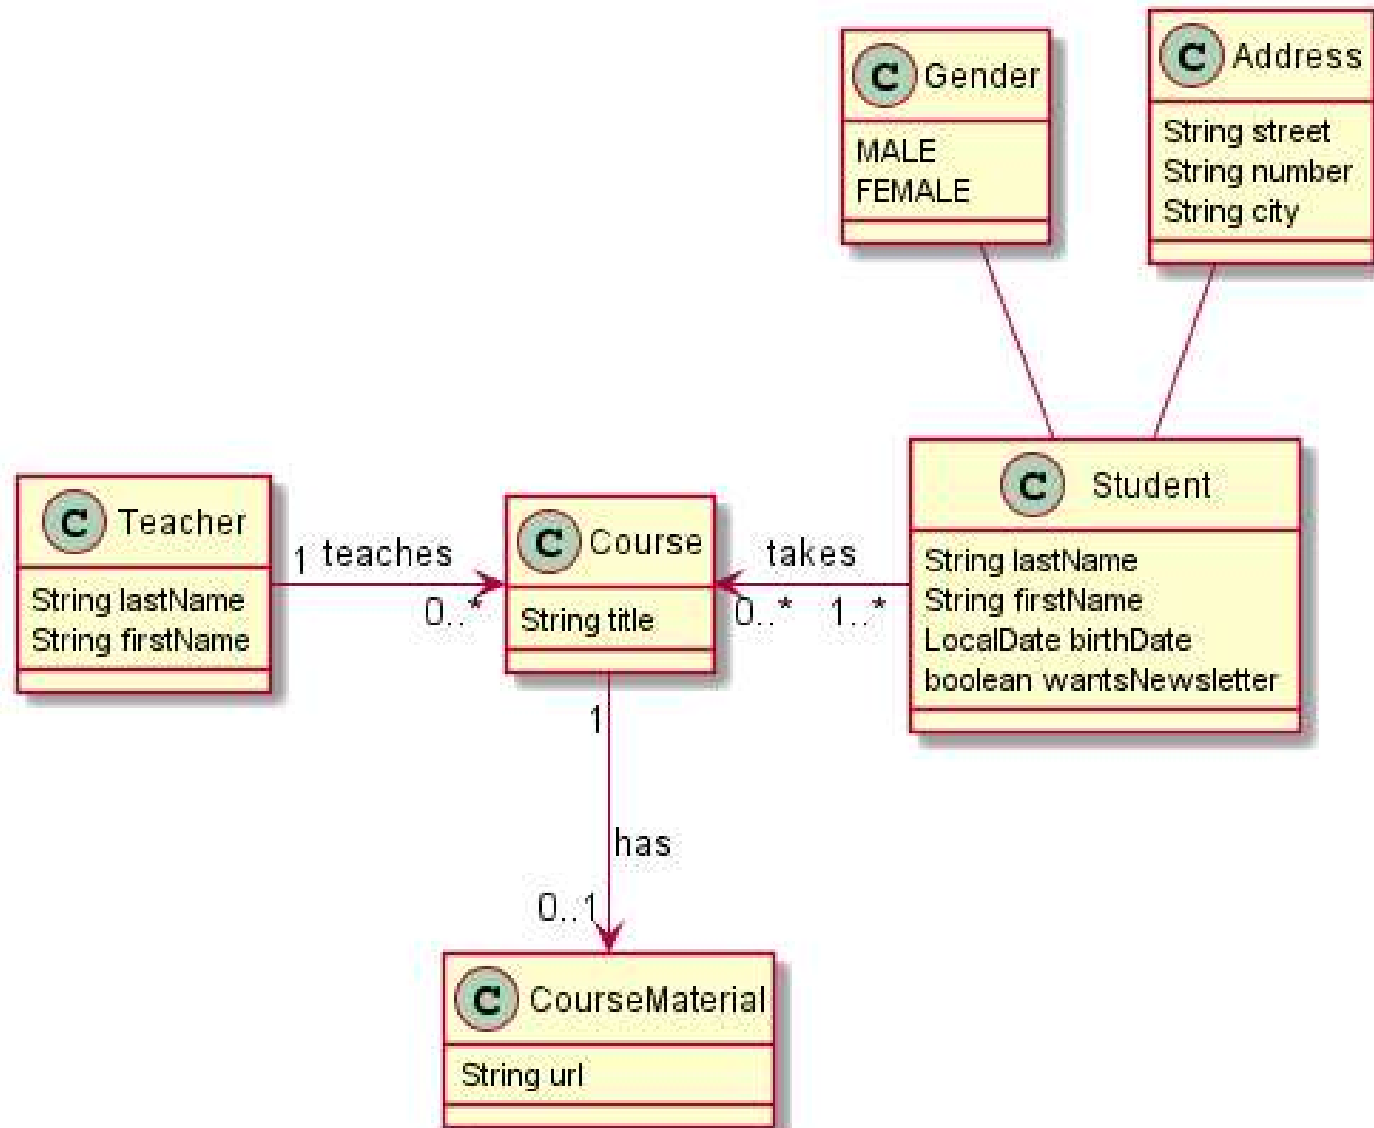 C Gender
MALE
FEMALE
C Address
String street
String number
String city
C Teacher
String lastName
String firstName
1 teaches
0..*
C Course
String title
takes
0..* 1..*
C Student
String lastName
String firstName
LocalDate birthDate
boolean wantsNewsletter
1
has
0..1
C CourseMaterial
String url